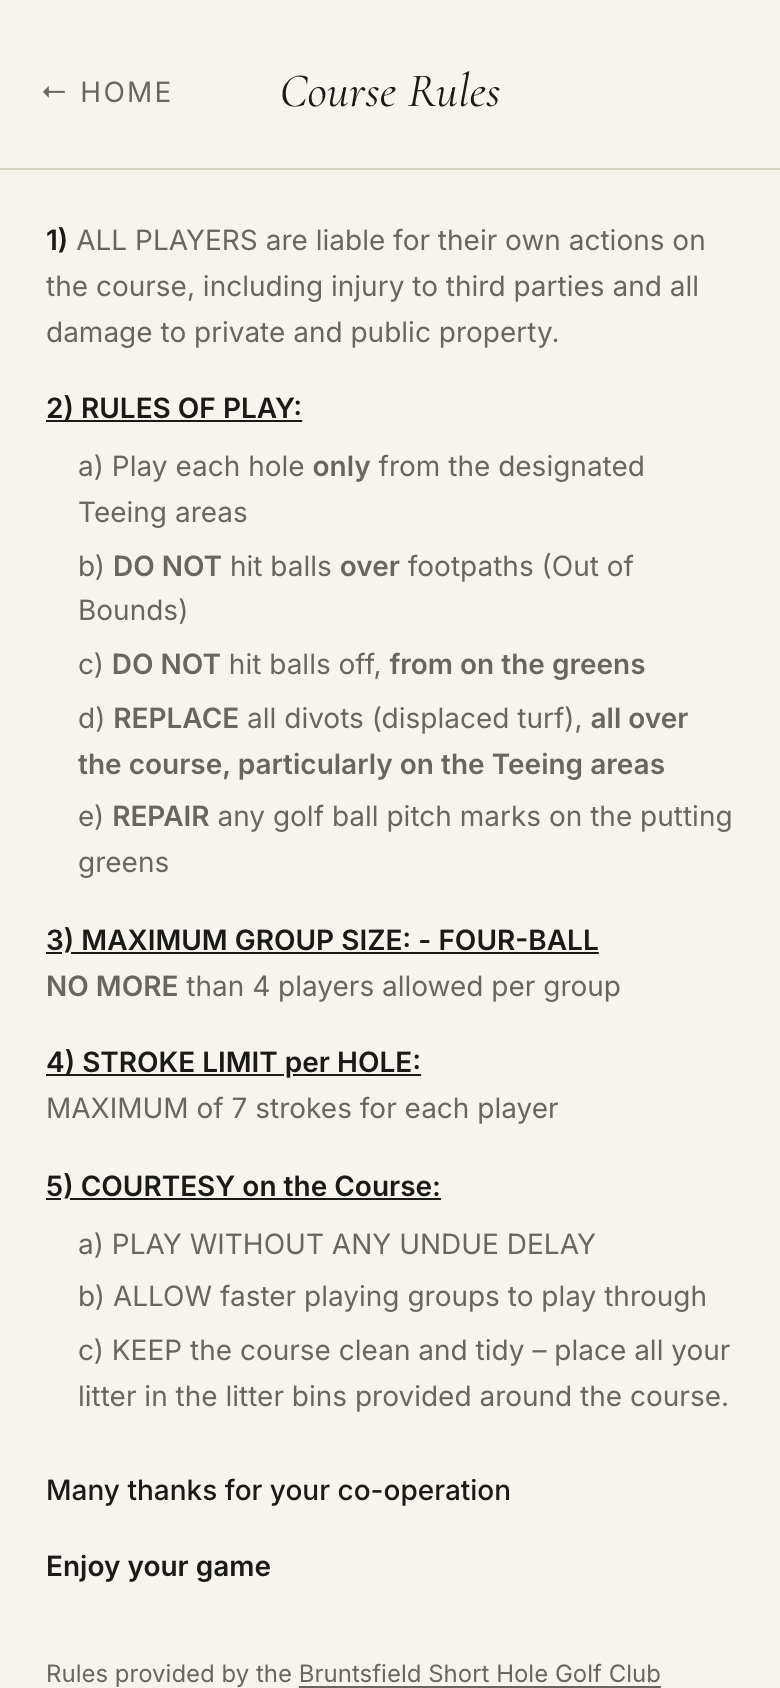 ← HOME
Course Rules
1) ALL PLAYERS are liable for their own actions on
the course, including injury to third parties and all
damage to private and public property.
2) RULES OF PLAY:
a) Play each hole only from the designated
Teeing areas
b) DO NOT hit balls over footpaths (Out of
Bounds)
c) DO NOT hit balls off, from on the greens
d) REPLACE all divots (displaced turf), all over
the course, particularly on the Teeing areas
e) REPAIR any golf ball pitch marks on the putting
greens
3) MAXIMUM GROUP SIZE: - FOUR-BALL
NO MORE than 4 players allowed per group
4) STROKE LIMIT per HOLE:
MAXIMUM of 7 strokes for each player
5) COURTESY on the Course:
a) PLAY WITHOUT ANY UNDUE DELAY
b) ALLOW faster playing groups to play through
c) KEEP the course clean and tidy – place all your
litter in the litter bins provided around the course.
Many thanks for your co-operation
Enjoy your game
Rules provided by the Bruntsfield Short Hole Golf Club